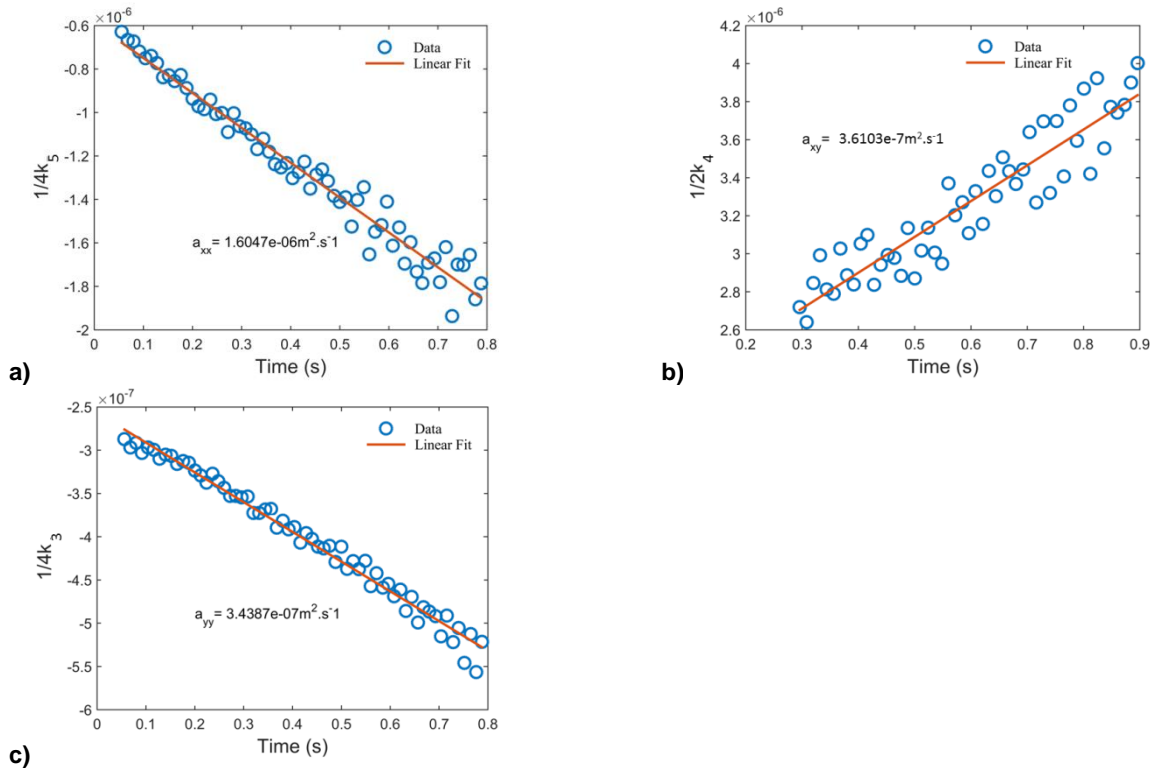 ×10⁻⁶
-0.6
-0.8
-1
-1.2
-1.4
-1.6
-1.8
-2
1/4k₅
Data
Linear Fit
aₓₓ= 1.6047e-06m².s⁻¹
0 0.1 0.2 0.3 0.4 0.5 0.6 0.7 0.8
Time (s)
a)
×10⁻⁶
4.2
4
3.8
3.6
3.4
3.2
3
2.8
2.6
1/2k₄
Data
Linear Fit
a_xy= 3.6103e-7m².s⁻¹
0.2 0.3 0.4 0.5 0.6 0.7 0.8 0.9
Time (s)
b)
×10⁻⁷
-2.5
-3
-3.5
-4
-4.5
-5
-5.5
-6
1/4k₃
Data
Linear Fit
a_yy= 3.4387e-07m².s⁻¹
0 0.1 0.2 0.3 0.4 0.5 0.6 0.7 0.8
Time (s)
c)